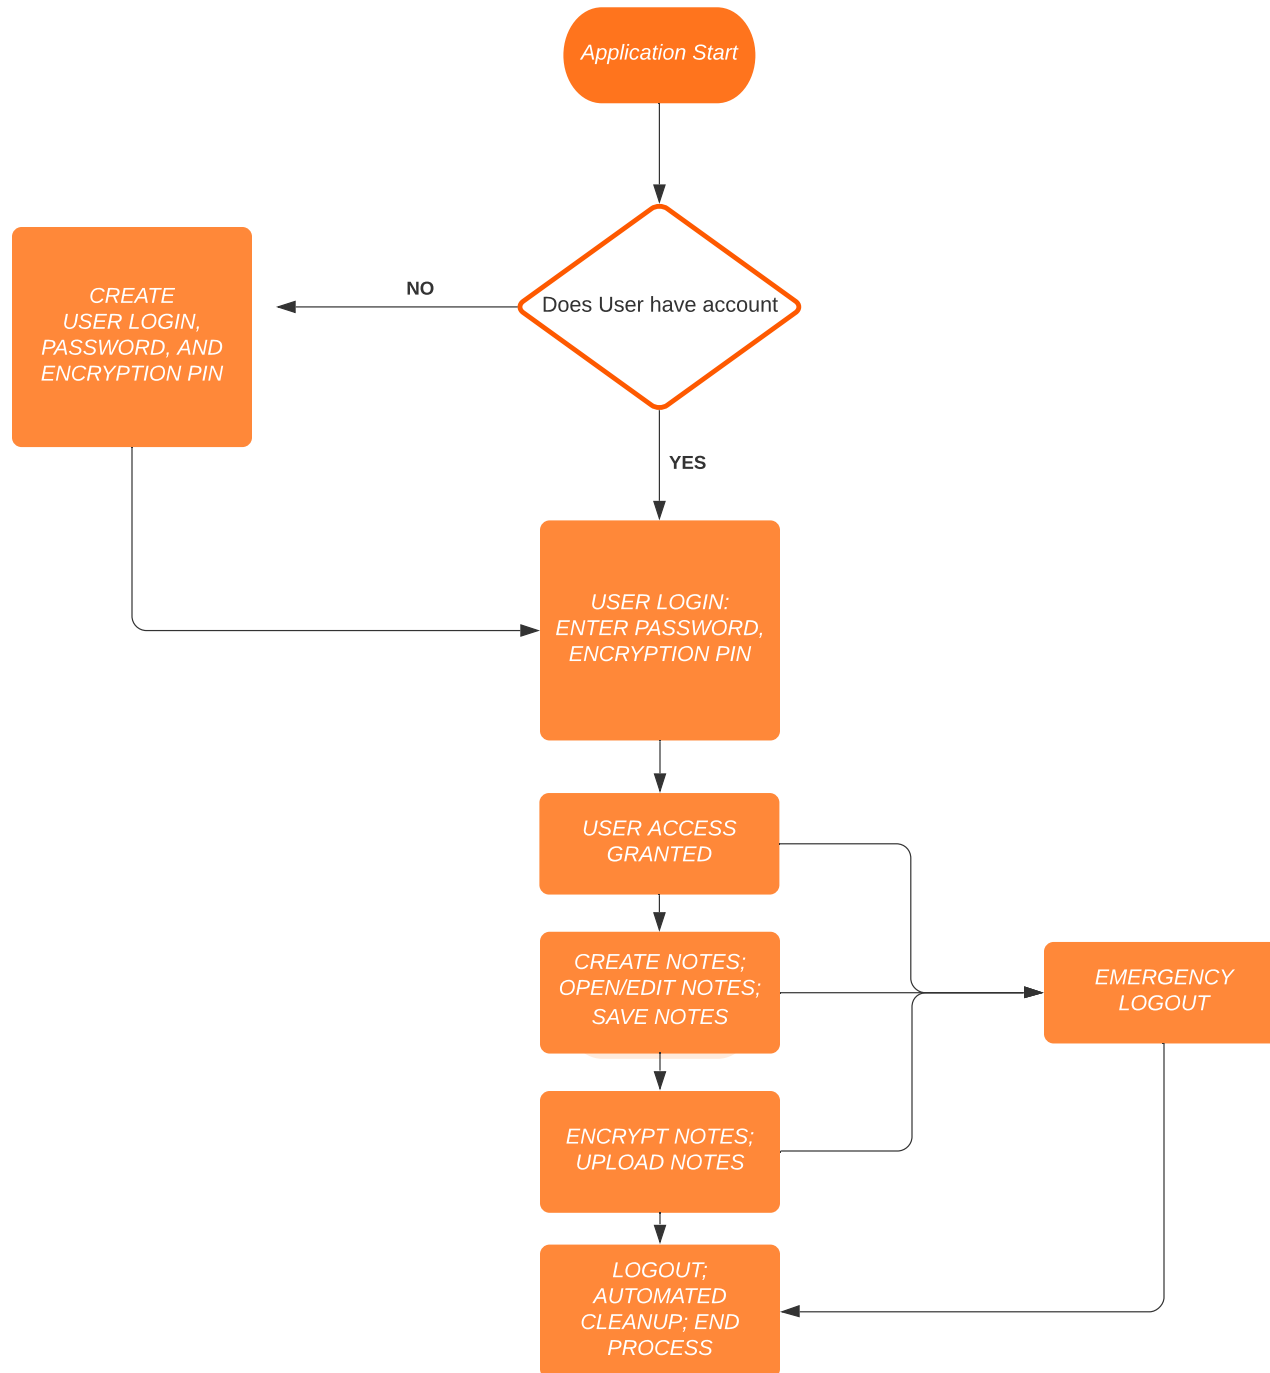 Application Start
Does User have account
NO
CREATE
USER LOGIN,
PASSWORD, AND
ENCRYPTION PIN
YES
USER LOGIN:
ENTER PASSWORD,
ENCRYPTION PIN
USER ACCESS
GRANTED
CREATE NOTES;
OPEN/EDIT NOTES;
SAVE NOTES
EMERGENCY
LOGOUT
ENCRYPT NOTES;
UPLOAD NOTES
LOGOUT;
AUTOMATED
CLEANUP; END
PROCESS